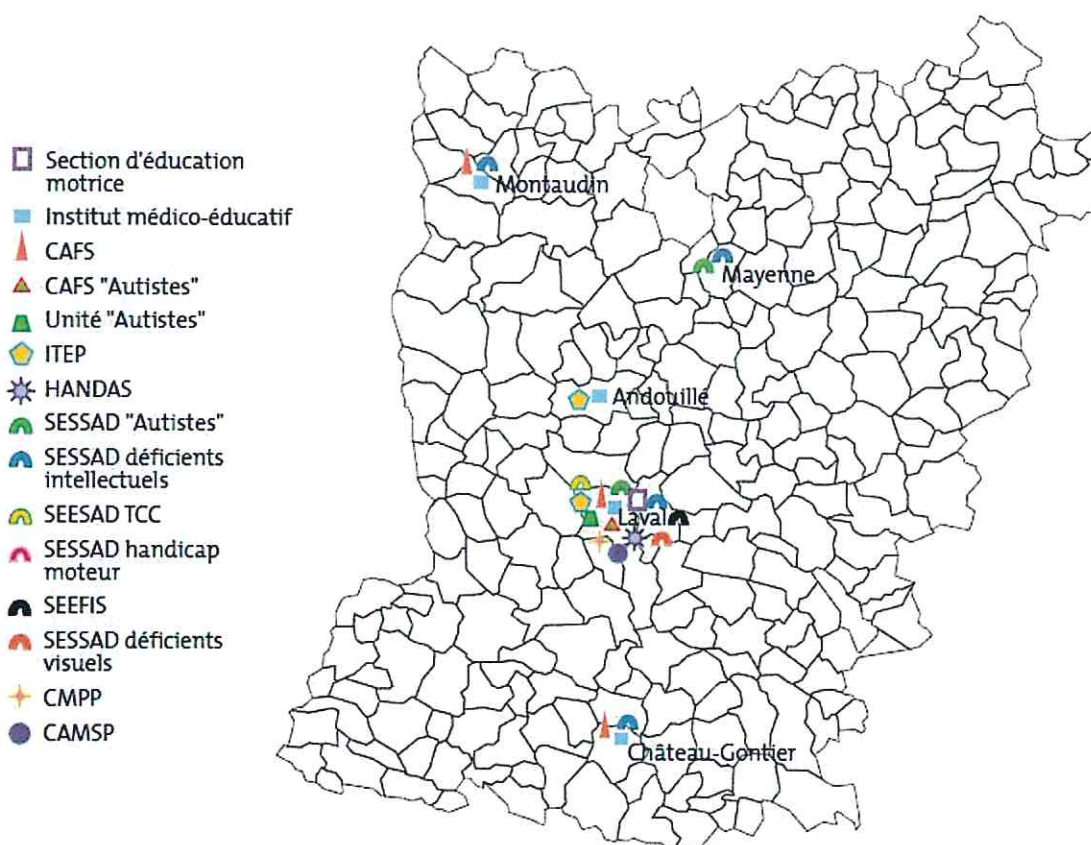 Section d'éducation
motrice
Institut médico-éducatif
CAFS
CAFS "Autistes"
Unité "Autistes"
ITEP
HANDAS
SESSAD "Autistes"
SESSAD déficients
intellectuels
SEESAD TCC
SESSAD handicap
moteur
SEEFIS
SESSAD déficients
visuels
CMPP
CAMSP
Montaudin
Mayenne
Andouillé
Laval
Château-Gontier